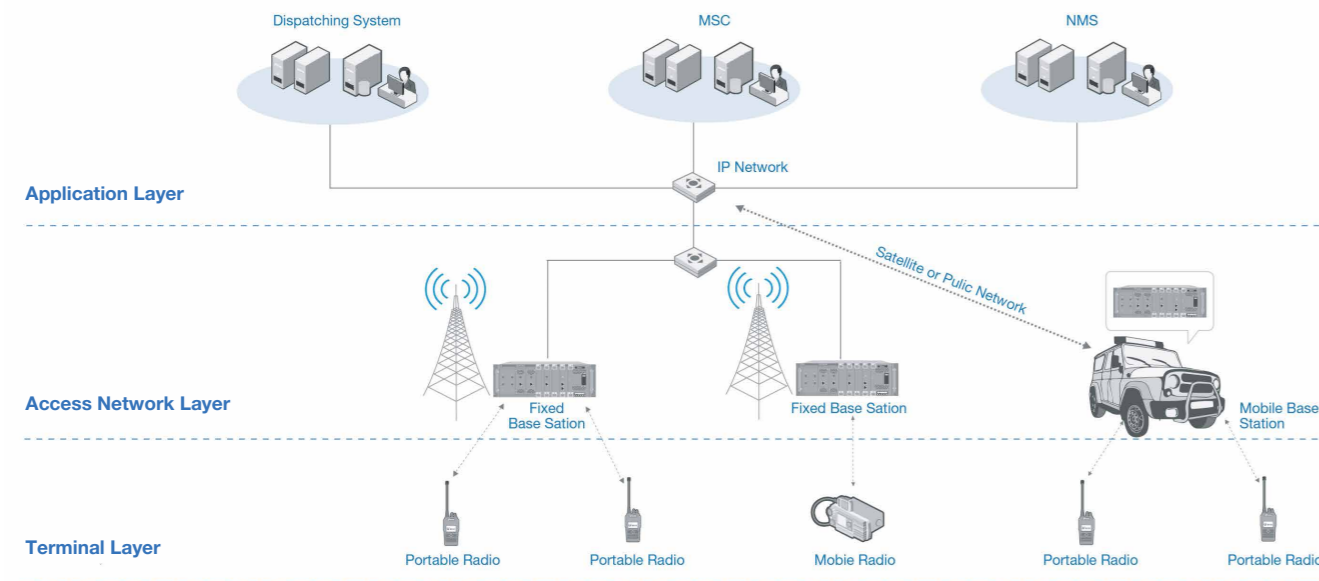 Dispatching System
MSC
NMS
IP Network
Application Layer
Satellite or Pulic Network
Access Network Layer
Fixed
Base Sation
Fixed Base Sation
Mobile Base
Station
Terminal Layer
Portable Radio
Portable Radio
Mobie Radio
Portable Radio
Portable Radio